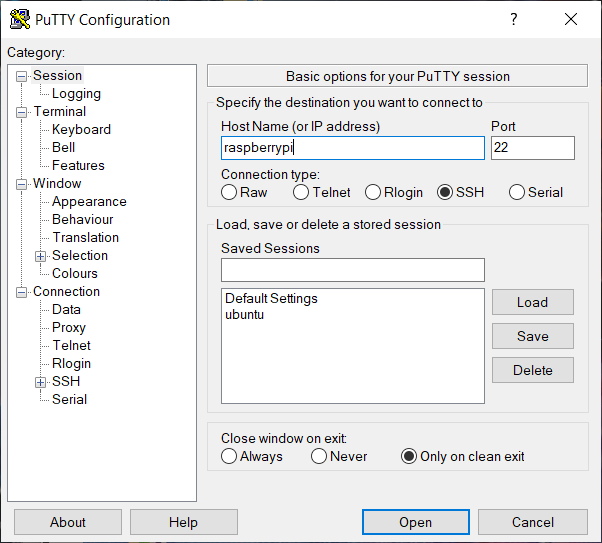 PuTTY Configuration
Category:
Session
Logging
Terminal
Keyboard
Bell
Features
Window
Appearance
Behaviour
Translation
Selection
Colours
Connection
Data
Proxy
Telnet
Rlogin
SSH
Serial
Basic options for your PuTTY session
Specify the destination you want to connect to
Host Name (or IP address) Port
raspberrypi 22
Connection type:
Raw Telnet Rlogin SSH Serial
Load, save or delete a stored session
Saved Sessions
Default Settings
ubuntu
Load
Save
Delete
Close window on exit:
Always Never Only on clean exit
About Help Open Cancel